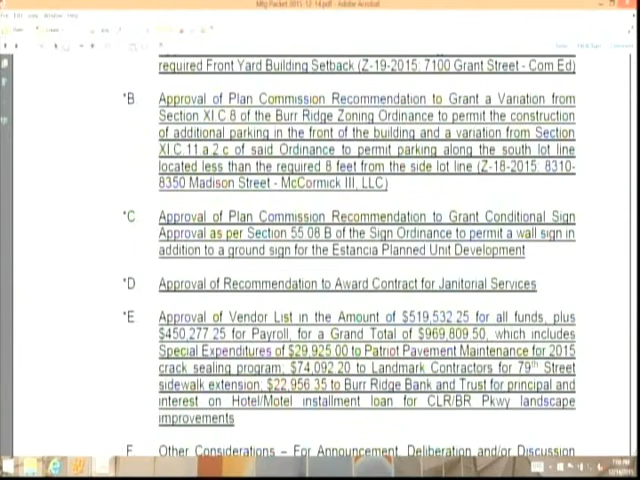 Mtg Packet 2015 12 14.pdf - Adobe Acrobat
required Front Yard Building Setback (Z-19-2015: 7100 Grant Street - Com Ed)
*B Approval of Plan Commission Recommendation to Grant a Variation from
Section XI C 8 of the Burr Ridge Zoning Ordinance to permit the construction
of additional parking in the front of the building and a variation from Section
XI C 11 a 2 c of said Ordinance to permit parking along the south lot line
located less than the required 8 feet from the side lot line (Z-18-2015: 8310-
8350 Madison Street - McCormick III, LLC)
*C Approval of Plan Commission Recommendation to Grant Conditional Sign
Approval as per Section 55.08 B of the Sign Ordinance to permit a wall sign in
addition to a ground sign for the Estancia Planned Unit Development
*D Approval of Recommendation to Award Contract for Janitorial Services
*E Approval of Vendor List in the Amount of $519,532.25 for all funds, plus
$450,277.25 for Payroll, for a Grand Total of $969,809.50, which includes
Special Expenditures of $29,925.00 to Patriot Pavement Maintenance for 2015
crack sealing program, $74,092.20 to Landmark Contractors for 79th Street
sidewalk extension, $22,956.35 to Burr Ridge Bank and Trust for principal and
interest on Hotel/Motel installment loan for CLR/BR Pkwy landscape
improvements
F Other Considerations – For Announcement, Deliberation and/or Discussion